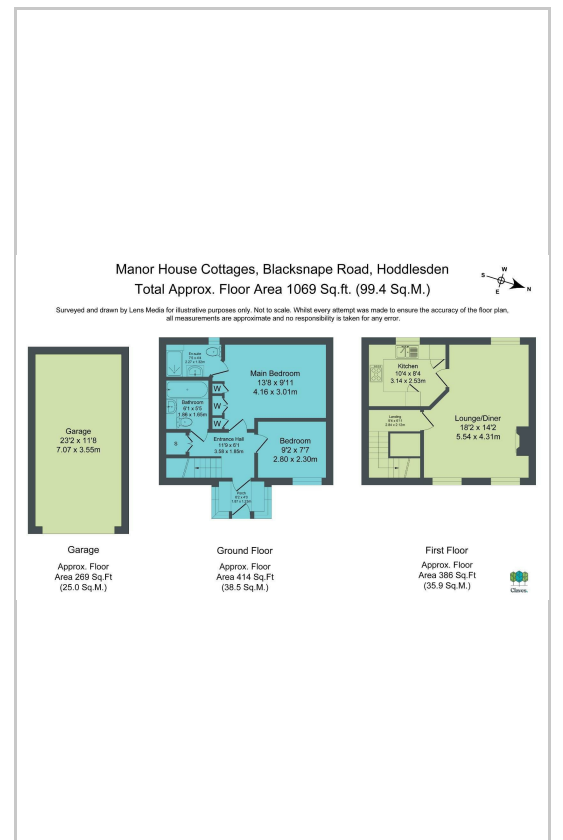 Manor House Cottages, Blacksnape Road, Hoddlesden
Total Approx. Floor Area 1069 Sq.ft. (99.4 Sq.M.)
Surveyed and drawn by Lens Media for illustrative purposes only. Not to scale. Whilst every attempt was made to ensure the accuracy of the floor plan,
all measurements are approximate and no responsibility is taken for any error.
S
W
E
N
Garage
23'2 x 11'8
7.07 x 3.55m
En-suite
Main Bedroom
13'8 x 9'11
4.16 x 3.01m
Bathroom
6'1 x 5'5
1.86 x 1.65m
W
W
W
S
Entrance Hall
11'9 x 6'1
3.59 x 1.85m
Bedroom
9'2 x 7'7
2.80 x 2.30m
Porch
Kitchen
10'4 x 8'4
3.14 x 2.53m
Landing
Lounge/Diner
18'2 x 14'2
5.54 x 4.31m
Garage
Approx. Floor
Area 269 Sq.Ft
(25.0 Sq.M.)
Ground Floor
Approx. Floor
Area 414 Sq.Ft
(38.5 Sq.M.)
First Floor
Approx. Floor
Area 386 Sq.Ft
(35.9 Sq.M.)
Claves.